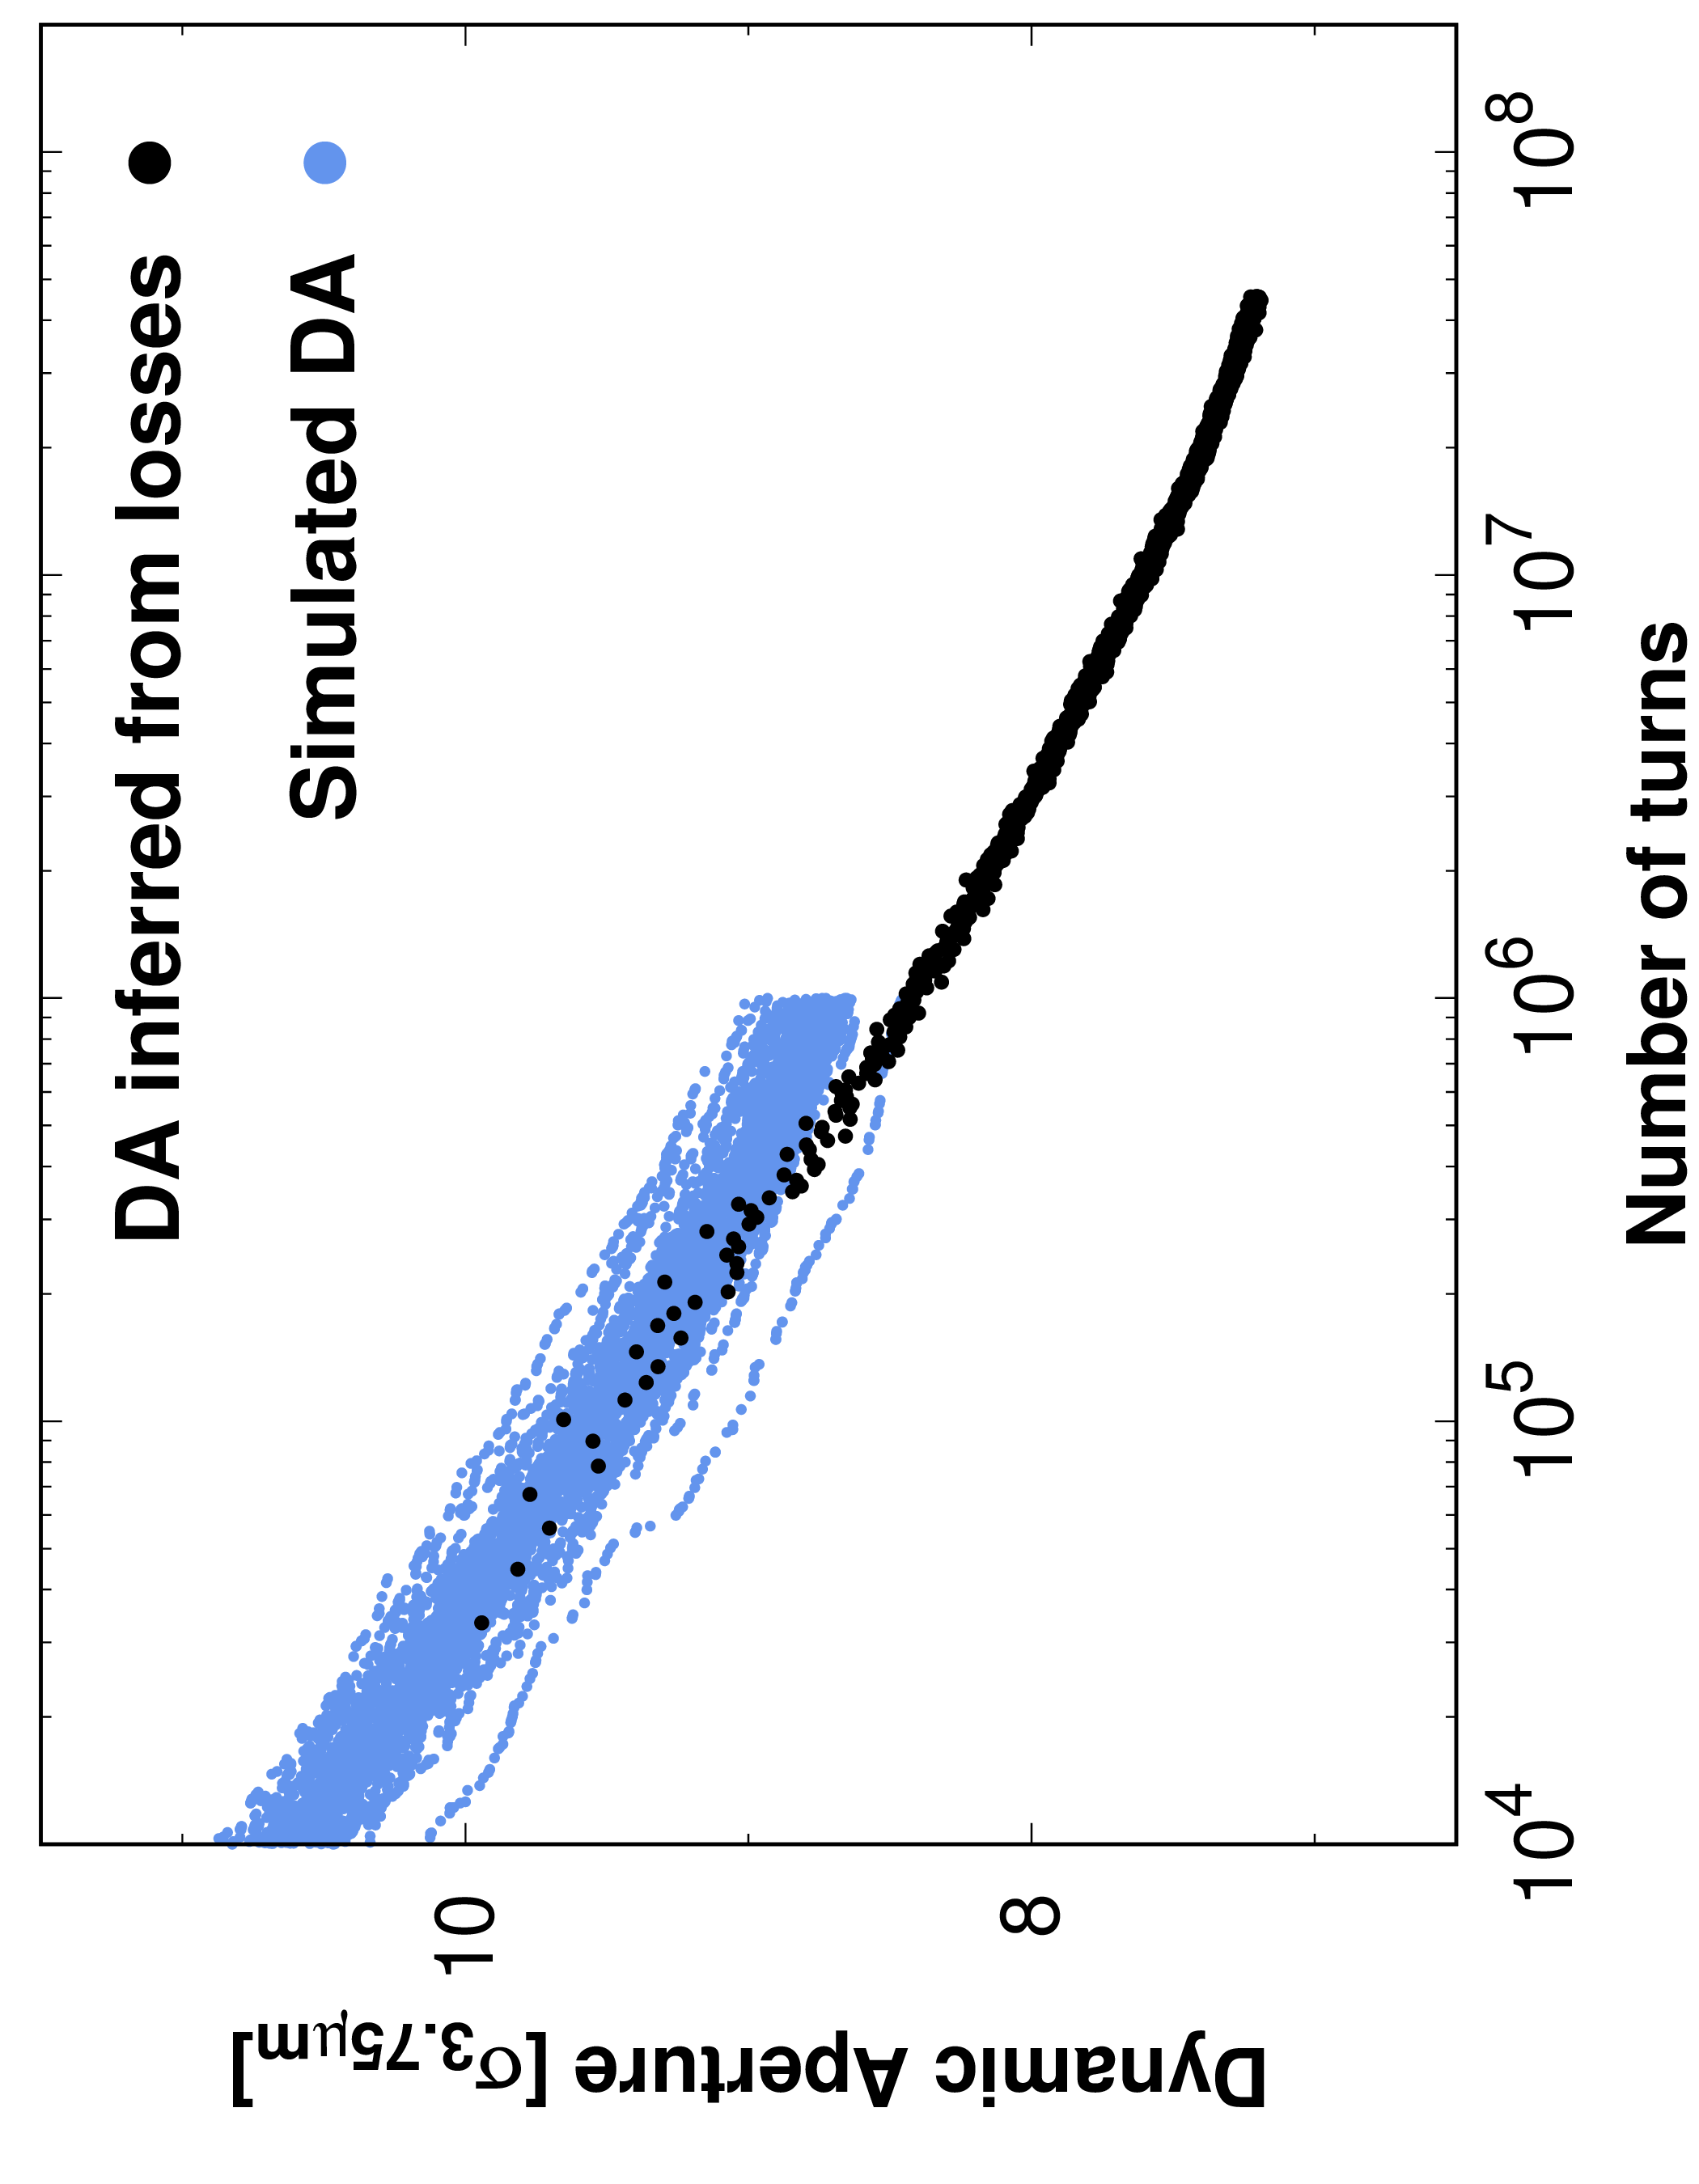 DA inferred from losses
Simulated DA
Dynamic Aperture [σ3.75μm]
10
8
10^4
10^5
10^6
10^7
10^8
Number of turns